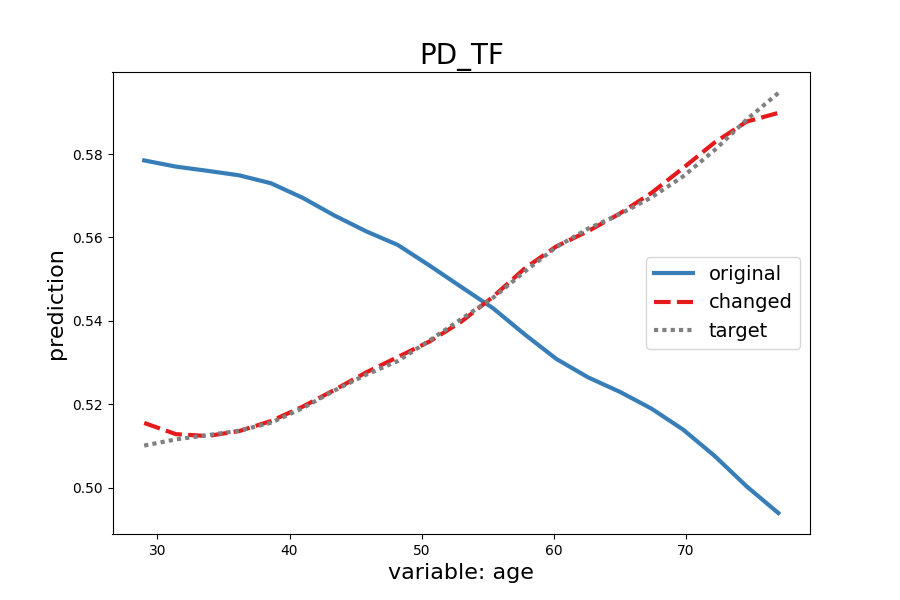 PD_TF
prediction
0.58
0.56
0.54
0.52
0.50
original
changed
target
30 40 50 60 70
variable: age